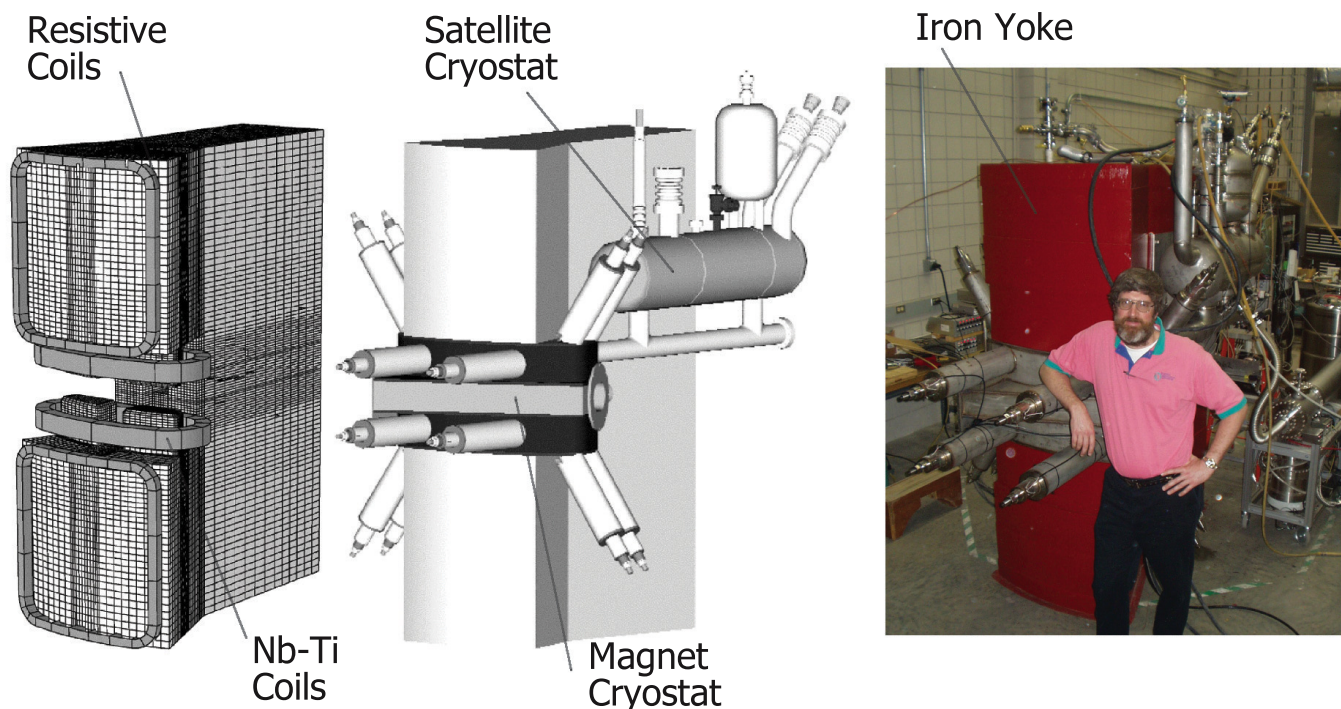 Resistive
Coils
Satellite
Cryostat
Iron Yoke
Nb-Ti
Coils
Magnet
Cryostat